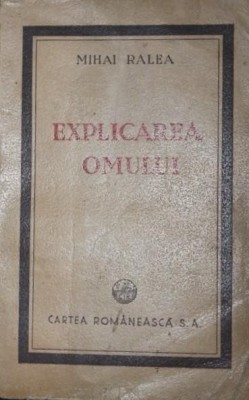 MIHAI RALEA
EXPLICAREA
OMULUI
CARTEA ROMÂNEASCĂ S. A.